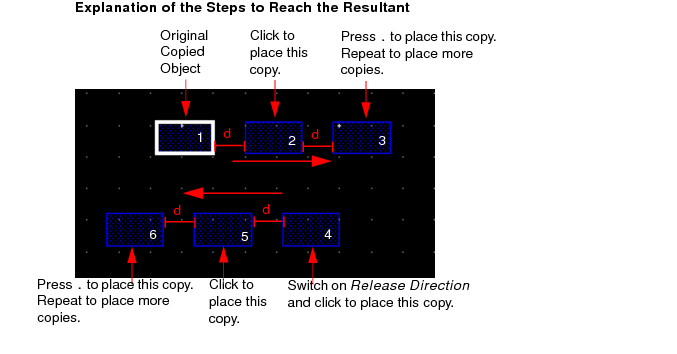 Explanation of the Steps to Reach the Resultant
Original
Copied
Object
Click to
place this
copy.
Press . to place this copy.
Repeat to place more
copies.
1
d
2
d
3
d
d
6
5
4
Press . to place this copy.
Repeat to place more
copies.
Click to
place this
copy.
Switch on Release Direction
and click to place this copy.